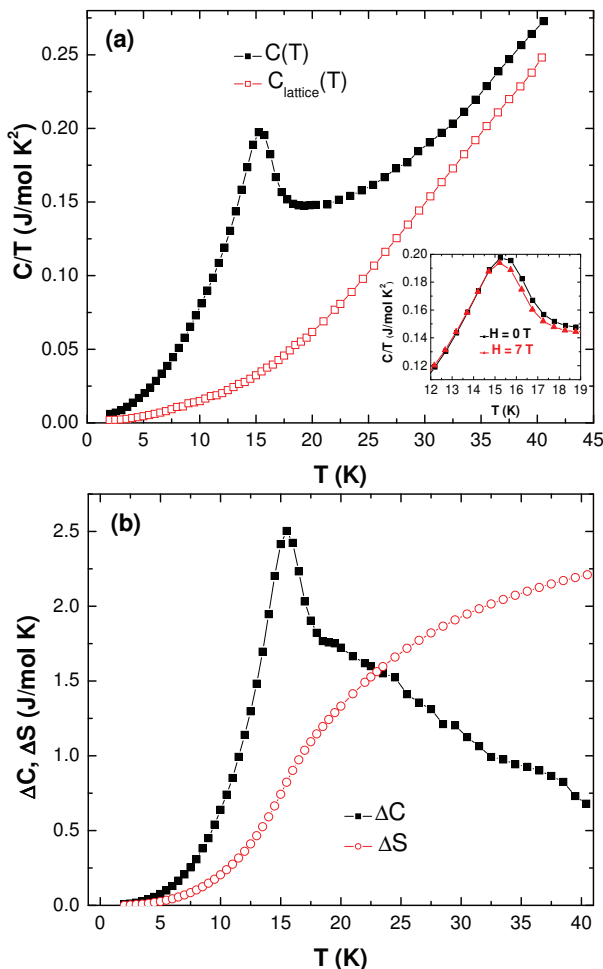 (a)
C(T)
C_lattice(T)
C/T (J/mol K²)
0.25
0.20
0.15
0.10
0.05
0.00
0 5 10 15 20 25 30 35 40 45
T (K)
C/T (J/mol K²)
0.20
0.18
0.16
0.14
0.12
H = 0 T
H = 7 T
12 13 14 15 16 17 18 19
T (K)
(b)
ΔC, ΔS (J/mol K)
2.5
2.0
1.5
1.0
0.5
0.0
ΔC
ΔS
0 5 10 15 20 25 30 35 40
T (K)